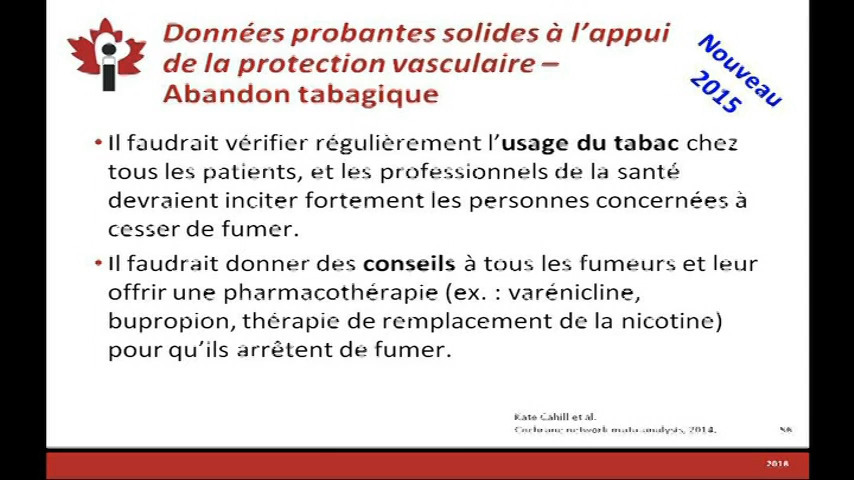 Données probantes solides à l'appui
de la protection vasculaire –
Abandon tabagique
Nouveau
2015
• Il faudrait vérifier régulièrement l'usage du tabac chez
tous les patients, et les professionnels de la santé
devraient inciter fortement les personnes concernées à
cesser de fumer.
• Il faudrait donner des conseils à tous les fumeurs et leur
offrir une pharmacothérapie (ex. : varénicline,
bupropion, thérapie de remplacement de la nicotine)
pour qu'ils arrêtent de fumer.
Kate Cahill et al.
Cochrane network meta-analysis, 2014.
56
2016